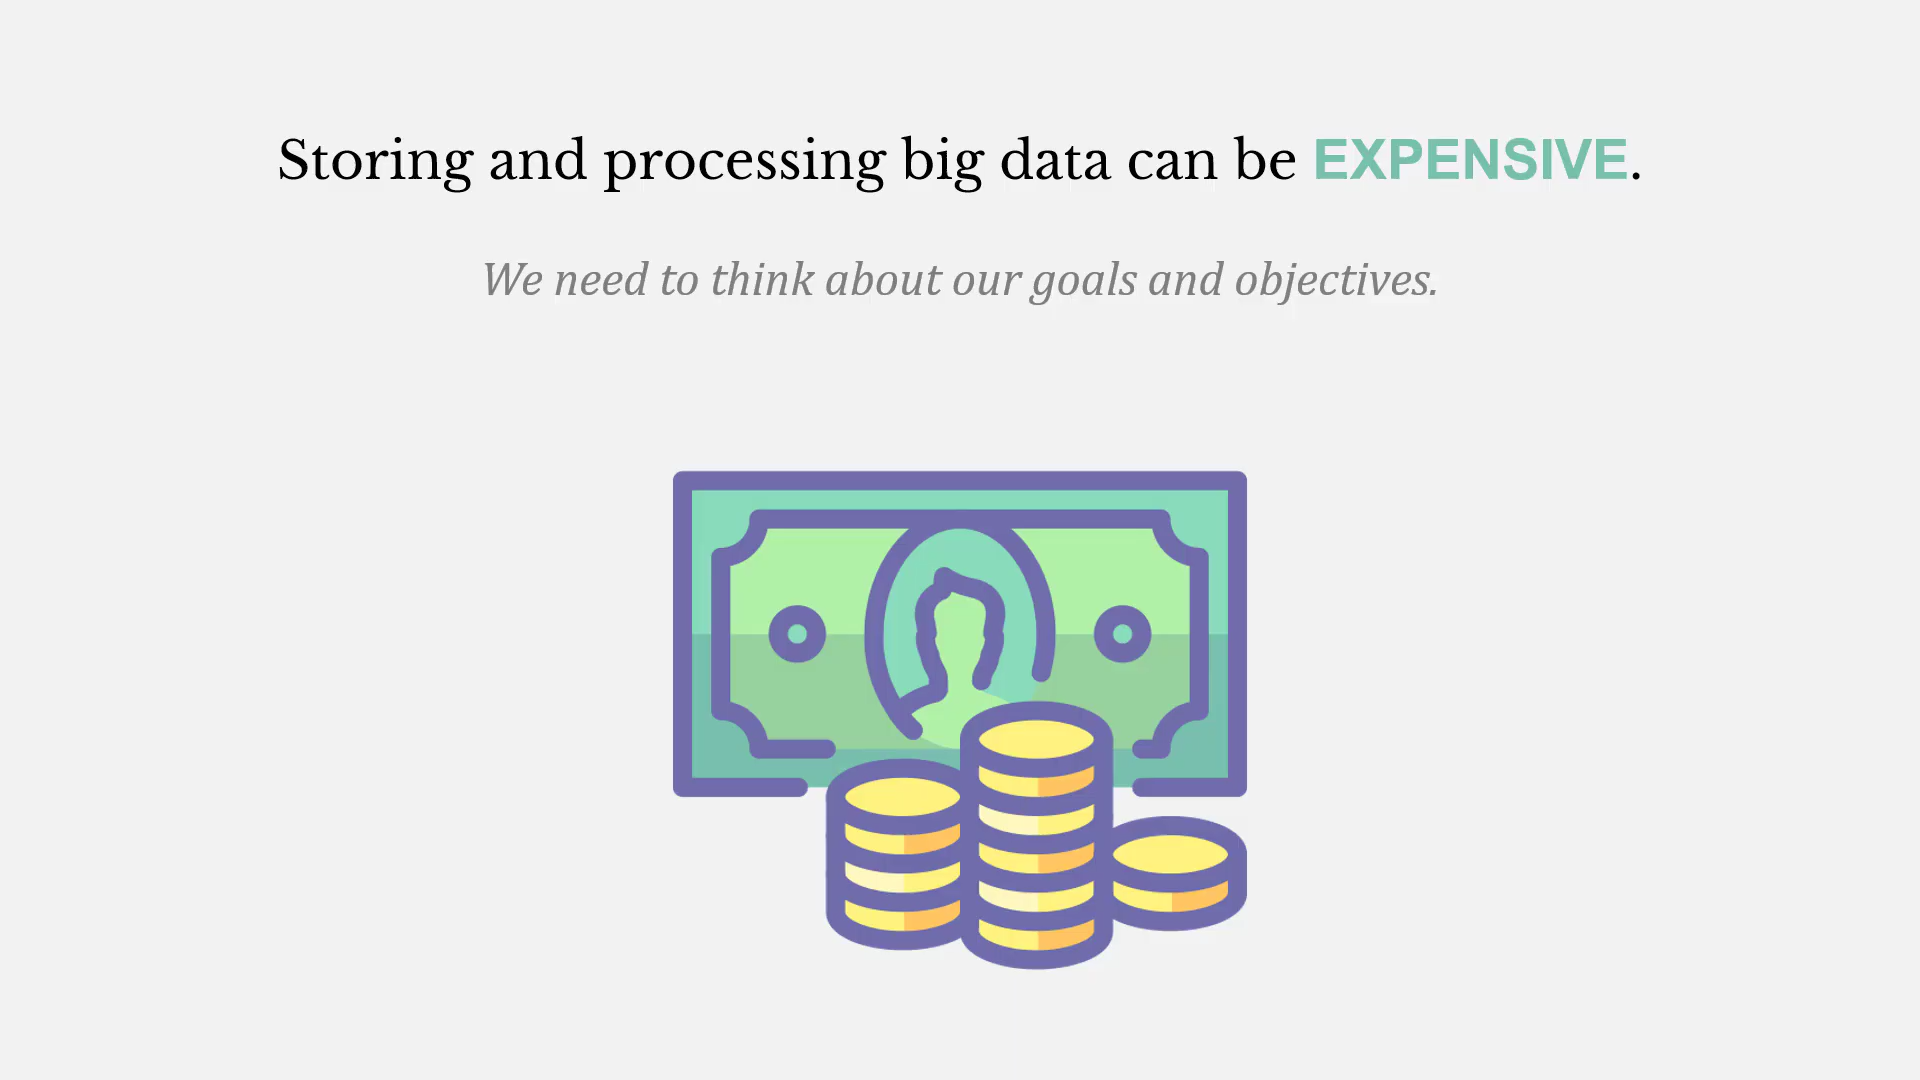 Storing and processing big data can be EXPENSIVE.
We need to think about our goals and objectives.